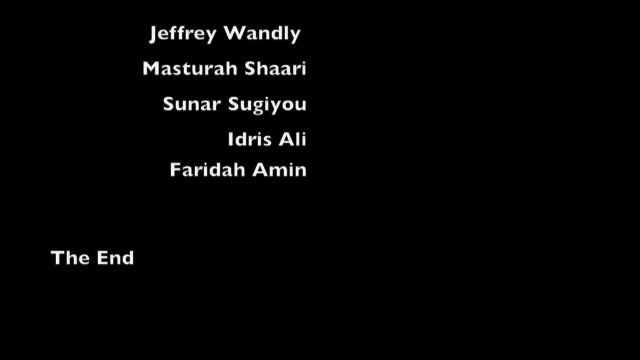 Jeffrey Wandly
Masturah Shaari
Sunar Sugiyou
Idris Ali
Faridah Amin
The End